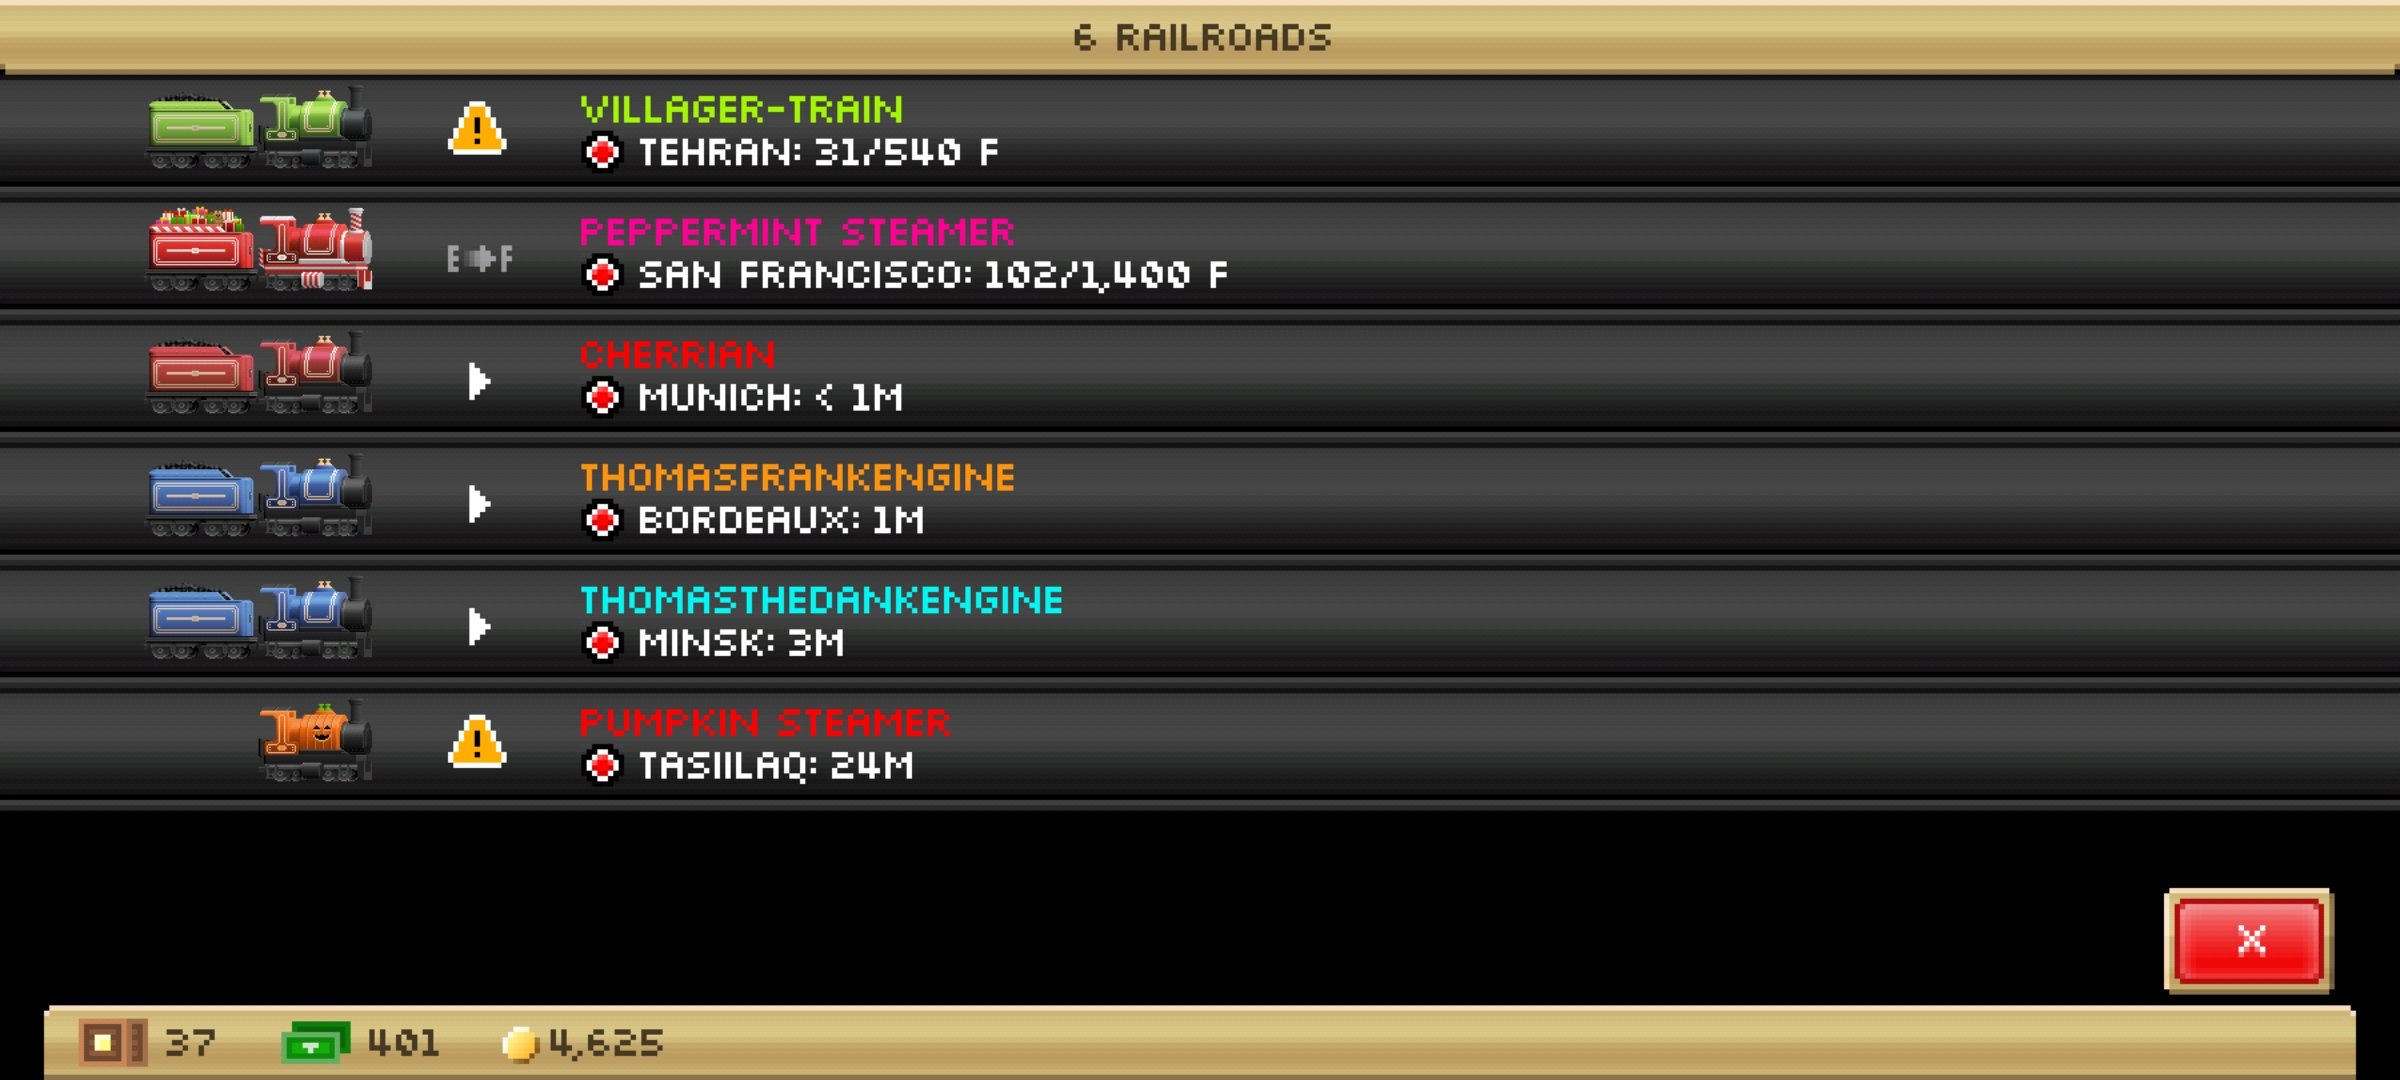 6 RAILROADS
VILLAGER-TRAIN
TEHRAN: 31/540 F
E F
PEPPERMINT STEAMER
SAN FRANCISCO: 102/1,400 F
CHERRIAN
MUNICH: < 1M
THOMASFRANKENGINE
BORDEAUX: 1M
THOMASTHEDANKENGINE
MINSK: 3M
PUMPKIN STEAMER
TASIILAQ: 24M
X
37 401 4,625